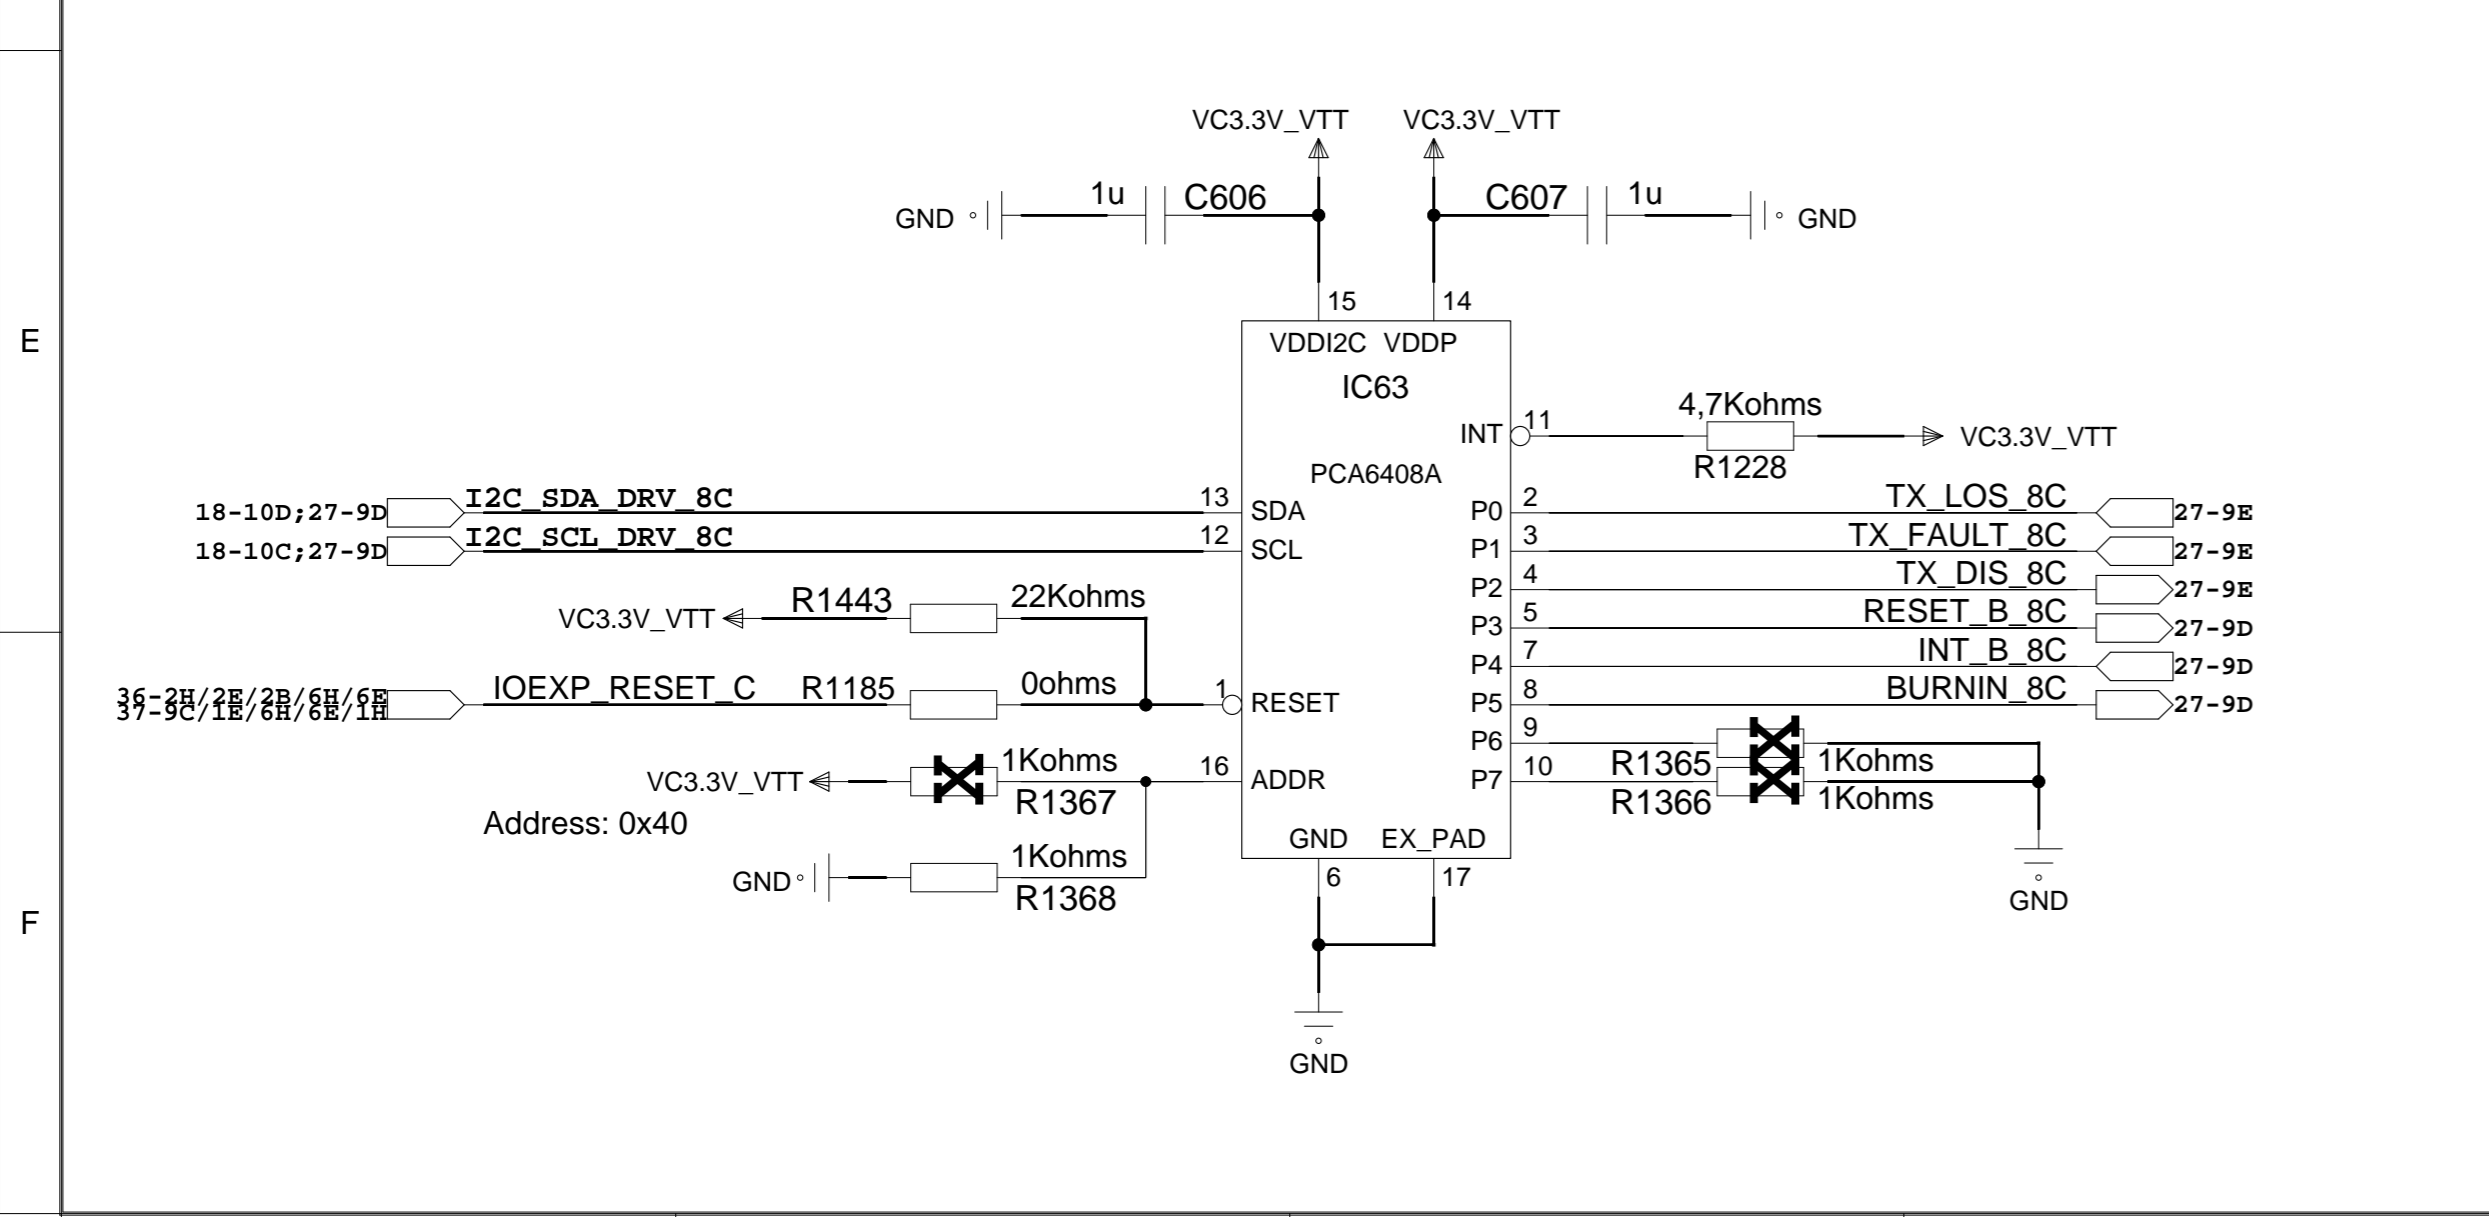 VC3.3V_VTT VC3.3V_VTT
GND 1u C606 C607 1u GND
15 14
E
VDDI2C VDDP
IC63
4,7Kohms
INT 11 VC3.3V_VTT
R1228
PCA6408A
18-10D;27-9D I2C_SDA_DRV_8C 13 SDA P0 2 TX_LOS_8C 27-9E
18-10C;27-9D I2C_SCL_DRV_8C 12 SCL P1 3 TX_FAULT_8C 27-9E
P2 4 TX_DIS_8C 27-9E
VC3.3V_VTT R1443 22Kohms P3 5 RESET_B_8C 27-9D
P4 7 INT_B_8C 27-9D
36-2H/2E/2B/6H/6E
37-9C/1E/6H/6E/1H
IOEXP_RESET_C R1185 0ohms 1 RESET P5 8 BURNIN_8C 27-9D
P6 9 R1365 1Kohms
VC3.3V_VTT 1Kohms 16 ADDR P7 10
R1367 R1366 1Kohms
Address: 0x40
GND EX_PAD
GND 1Kohms 6 17
R1368
GND
F
GND